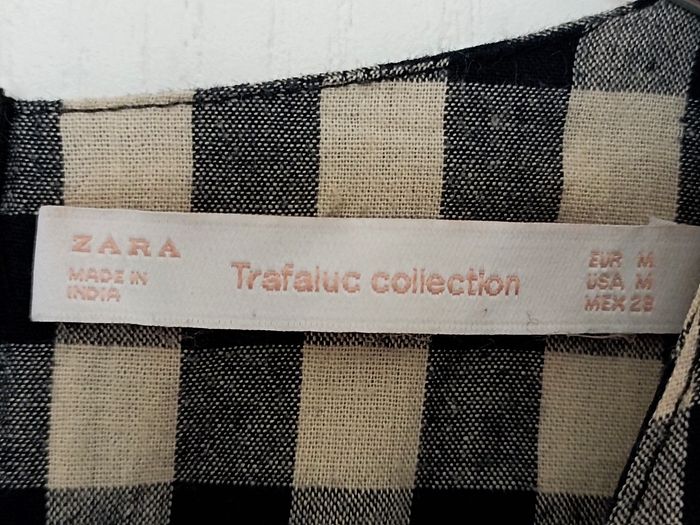 ZARA
MADE IN
INDIA
Trafaluc collection
EUR M
USA M
MEX 28